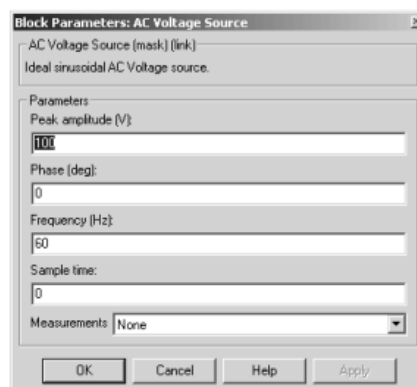 Block Parameters: AC Voltage Source
AC Voltage Source (mask) (link)
Ideal sinusoidal AC Voltage source.
Parameters
Peak amplitude (V):
100
Phase (deg):
0
Frequency (Hz):
60
Sample time:
0
Measurements None
OK Cancel Help Apply